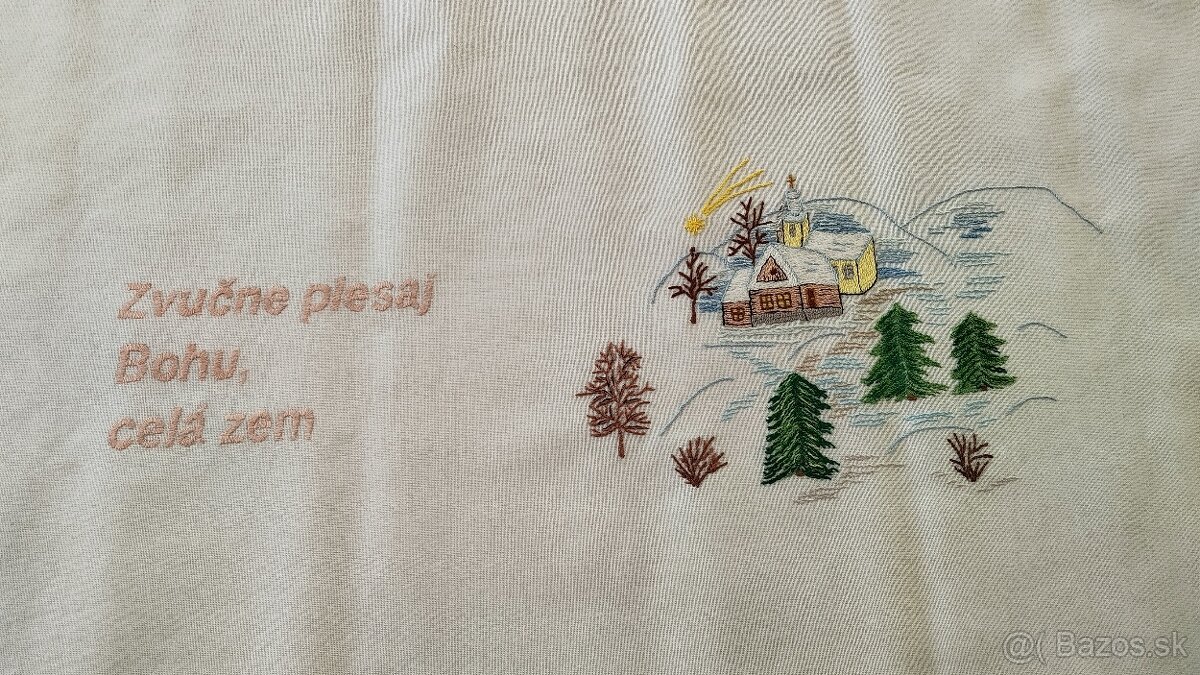 Zvučne plesaj
Bohu,
celá zem
@( Bazos.sk